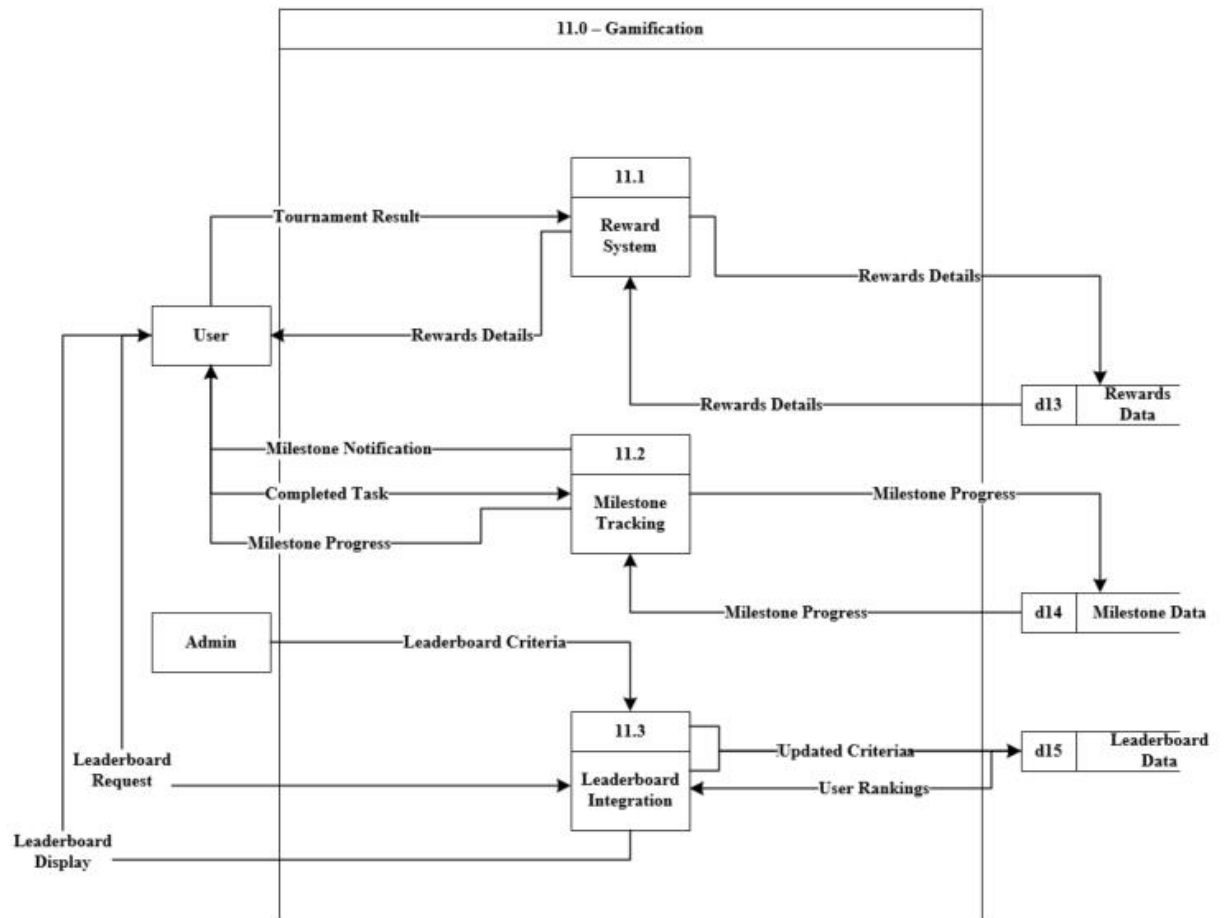 11.0 – Gamification
11.1
Reward
System
Tournament Result
Rewards Details
User
Rewards Details
Rewards Details
d13
Rewards
Data
Milestone Notification
11.2
Milestone
Tracking
Completed Task
Milestone Progress
Milestone Progress
Milestone Progress
d14
Milestone Data
Admin
Leaderboard Criteria
11.3
Leaderboard
Integration
Updated Criteria
User Rankings
d15
Leaderboard
Data
Leaderboard
Request
Leaderboard
Display